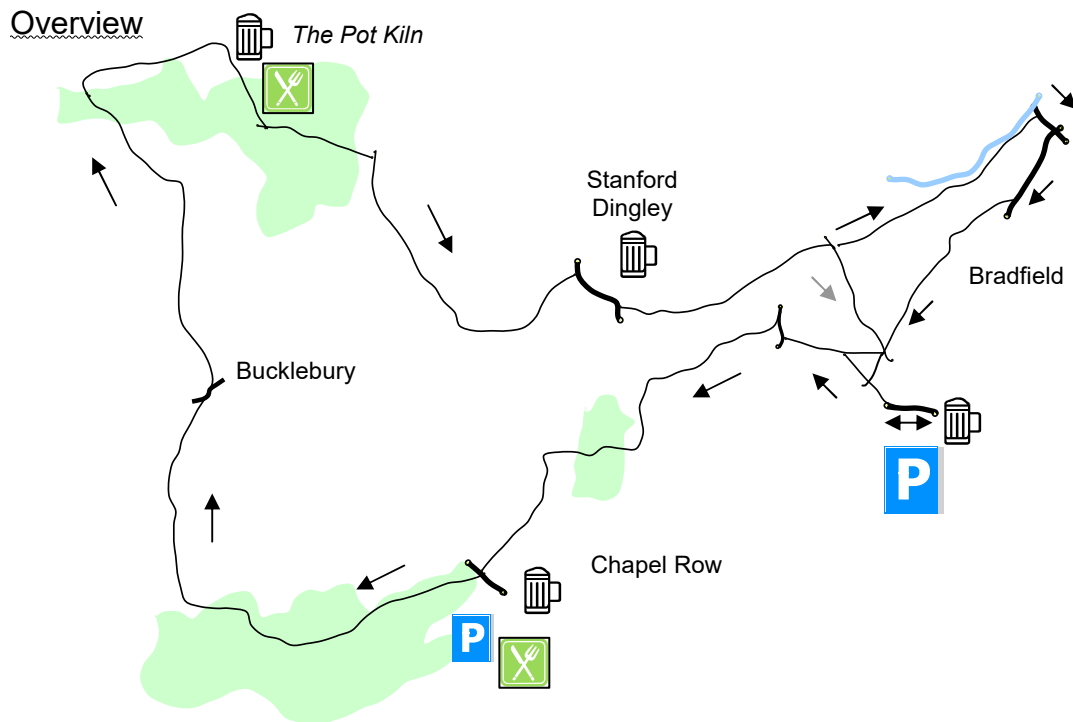 Overview
The Pot Kiln
Stanford
Dingley
Bradfield
Bucklebury
P
Chapel Row
P